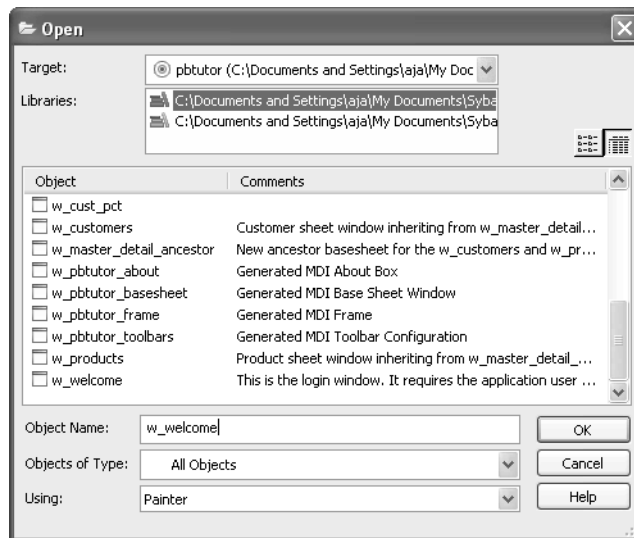 Open
Target:
pbtutor (C:\Documents and Settings\aja\My Doc
Libraries:
C:\Documents and Settings\aja\My Documents\Syba
C:\Documents and Settings\aja\My Documents\Syba
Object Comments
w_cust_pct
w_customers Customer sheet window inheriting from w_master_detail...
w_master_detail_ancestor New ancestor basesheet for the w_customers and w_pr...
w_pbtutor_about Generated MDI About Box
w_pbtutor_basesheet Generated MDI Base Sheet Window
w_pbtutor_frame Generated MDI Frame
w_pbtutor_toolbars Generated MDI Toolbar Configuration
w_products Product sheet window inheriting from w_master_detail_...
w_welcome This is the login window. It requires the application user ...
Object Name: w_welcome OK
Objects of Type: All Objects Cancel
Using: Painter Help